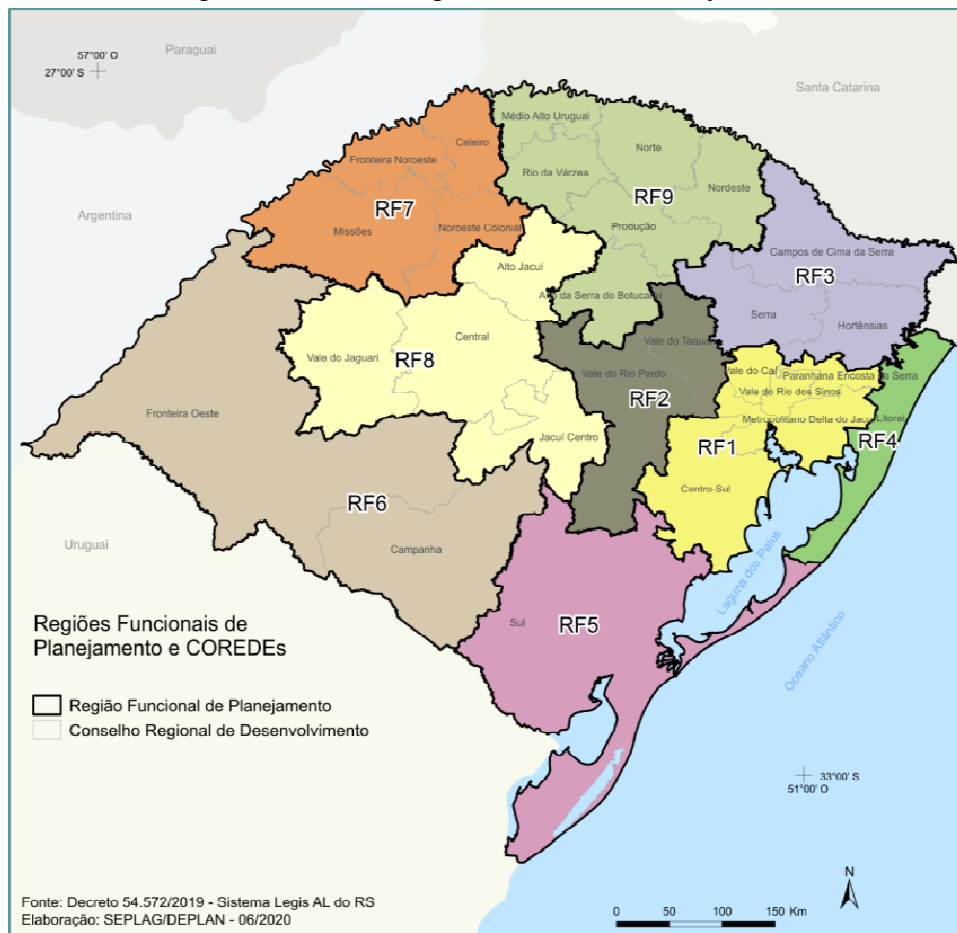 Paraguai
57°00' O
27°00' S
Santa Catarina
Médio Alto Uruguai
Celeiro
Norte
Fronteira Noroeste
Rio da Várzea
Nordeste
RF9
RF7
Argentina
Missões
Noroeste Colonial
Produção
Campos de Cima da Serra
Alto Jacuí
RF3
Alto da Serra do Botucaraí
Serra
Hortênsias
Central
Vale do Taquari
Vale do Jaguari
RF8
Vale do Caí
Paranhana Encosta da Serra
Vale do Rio Pardo
Vale do Rio dos Sinos
RF2
Fronteira Oeste
Metropolitano Delta do Jacuí
Litoral
Jacuí Centro
RF1
RF4
Centro-Sul
RF6
Uruguai
Campanha
Laguna dos Patos
Regiões Funcionais de
Planejamento e COREDEs
Sul
RF5
Oceano Atlântico
Região Funcional de Planejamento
Conselho Regional de Desenvolvimento
33°00' S
51°00' O
N
Fonte: Decreto 54.572/2019 - Sistema Legis AL do RS
Elaboração: SEPLAG/DEPLAN - 06/2020
0 50 100 150 Km